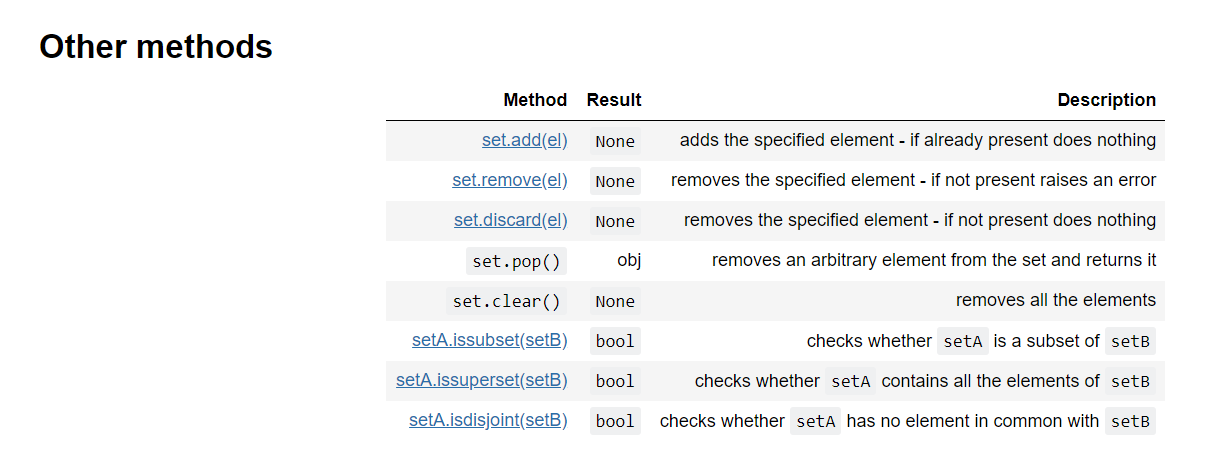 Other methods
Method Result Description
set.add(el) None adds the specified element - if already present does nothing
set.remove(el) None removes the specified element - if not present raises an error
set.discard(el) None removes the specified element - if not present does nothing
set.pop() obj removes an arbitrary element from the set and returns it
set.clear() None removes all the elements
setA.issubset(setB) bool checks whether setA is a subset of setB
setA.issuperset(setB) bool checks whether setA contains all the elements of setB
setA.isdisjoint(setB) bool checks whether setA has no element in common with setB